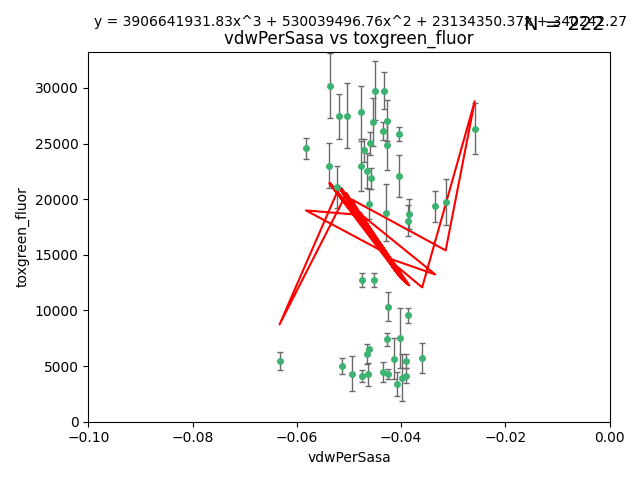 y = 3906641931.83x^3 + 530039496.76x^2 + 23134350.37x + 340242.27
N = 222
vdwPerSasa vs toxgreen_fluor
30000
25000
20000
15000
10000
5000
0
toxgreen_fluor
−0.10
−0.08
−0.06
−0.04
−0.02
0.00
vdwPerSasa